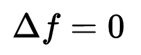 Δf = 0